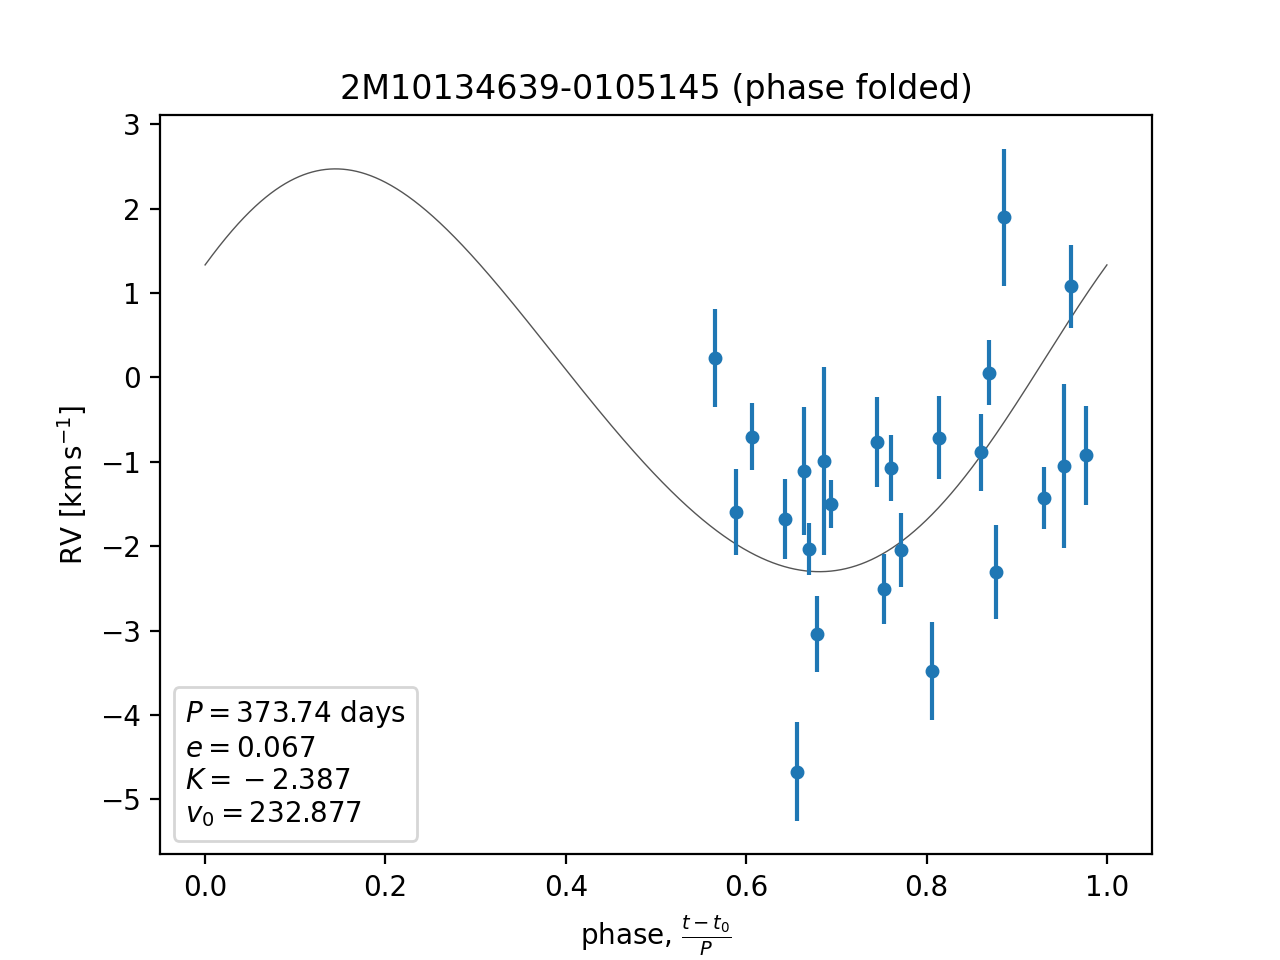 2M10134639-0105145 (phase folded)
3
2
1
0
−1
−2
−3
−4
−5
RV [km s⁻¹]
P = 373.74 days
e = 0.067
K = −2.387
v₀ = 232.877
0.0 0.2 0.4 0.6 0.8 1.0
phase, (t − t₀)/P